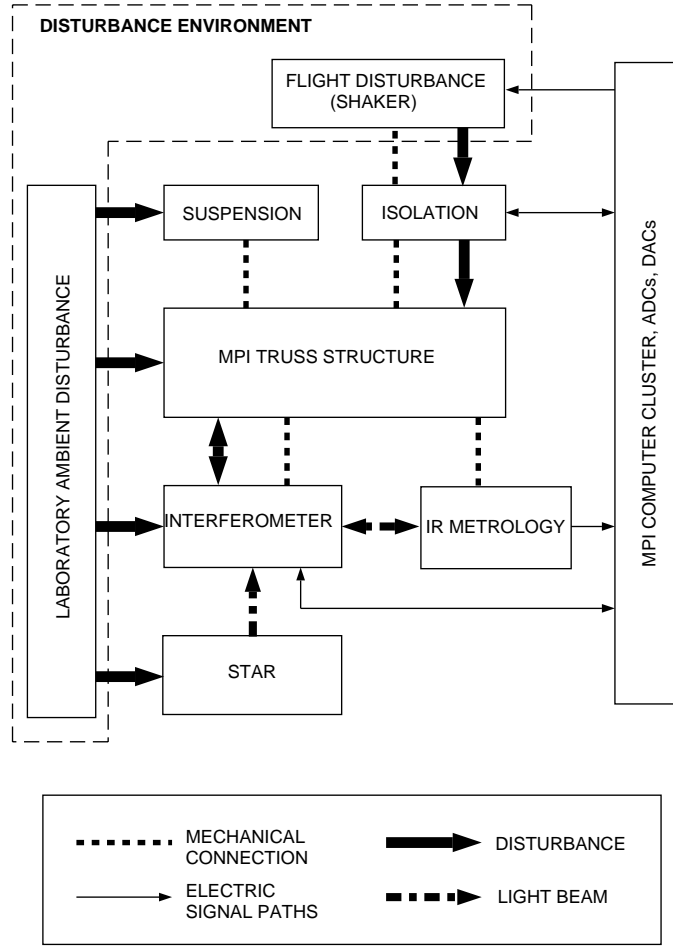 DISTURBANCE ENVIRONMENT
FLIGHT DISTURBANCE
(SHAKER)
SUSPENSION
ISOLATION
MPI TRUSS STRUCTURE
INTERFEROMETER
IR METROLOGY
STAR
LABORATORY AMBIENT DISTURBANCE
MPI COMPUTER CLUSTER, ADCs, DACs
MECHANICAL
CONNECTION
DISTURBANCE
ELECTRIC
SIGNAL PATHS
LIGHT BEAM